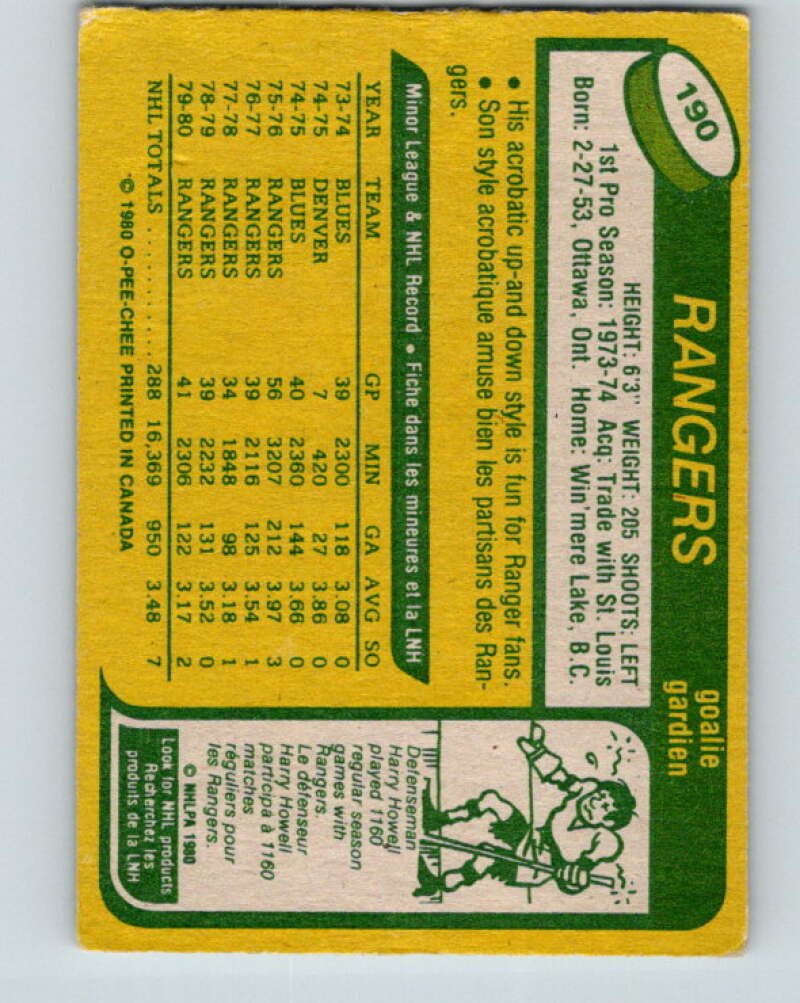 190
RANGERS
goalie
gardien
HEIGHT: 6'3" WEIGHT: 205 SHOOTS: LEFT
1st Pro Season: 1973-74 Acq: Trade with St. Louis
Born: 2-27-53, Ottawa, Ont. Home: Win'mere Lake, B.C.
• His acrobatic up-and down style is fun for Ranger fans.
• Son style acrobatique amuse bien les partisans des Ran-
gers.
Minor League & NHL Record • Fiche dans les mineures et la LNH
YEAR TEAM GP MIN GA AVG SO
73-74 BLUES 39 2300 118 3.08 0
74-75 DENVER 7 420 27 3.86 0
74-75 BLUES 40 2360 144 3.66 0
75-76 RANGERS 56 3207 212 3.97 3
76-77 RANGERS 39 2116 125 3.54 1
77-78 RANGERS 34 1848 98 3.18 1
78-79 RANGERS 39 2232 131 3.52 0
79-80 RANGERS 41 2306 122 3.17 2
NHL TOTALS .......... 288 16,369 950 3.48 7
© 1980 O-PEE-CHEE PRINTED IN CANADA
Defenseman
Harry Howell
played 1160
regular season
games with
Rangers.
Le défenseur
Harry Howell
participa à 1160
matches
réguliers pour
les Rangers.
© NHLPA 1980
Look for NHL products
Recherchez les
produits de la LNH